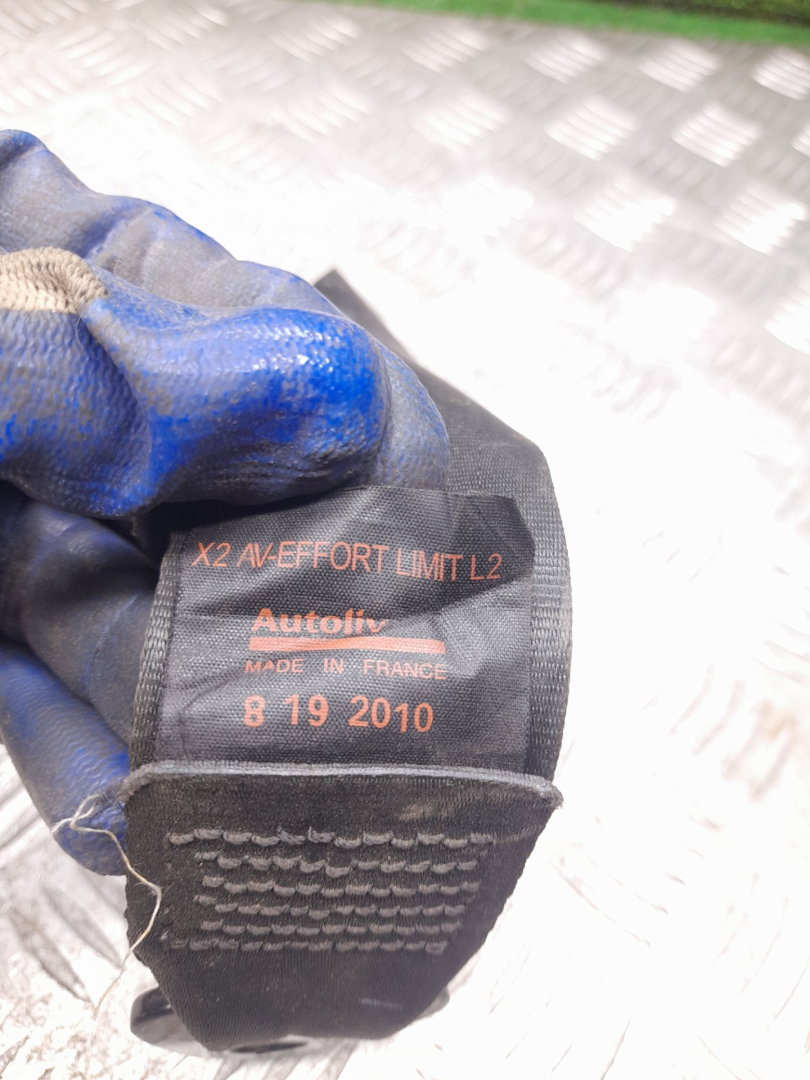 X2 AV-EFFORT LIMIT L2
Autoliv
MADE IN FRANCE
8 19 2010